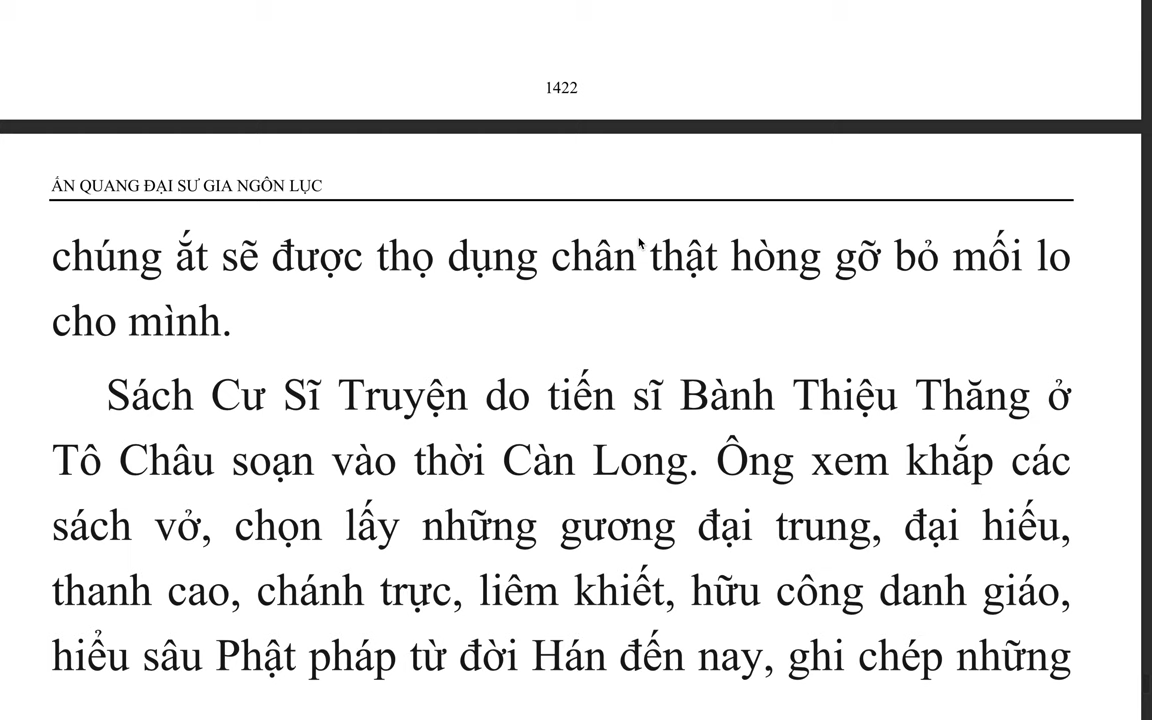 1422
ẤN QUANG ĐẠI SƯ GIA NGÔN LỤC
chúng ắt sẽ được thọ dụng chân thật hòng gỡ bỏ mối lo
cho mình.
Sách Cư Sĩ Truyện do tiến sĩ Bành Thiệu Thăng ở
Tô Châu soạn vào thời Càn Long. Ông xem khắp các
sách vở, chọn lấy những gương đại trung, đại hiếu,
thanh cao, chánh trực, liêm khiết, hữu công danh giáo,
hiểu sâu Phật pháp từ đời Hán đến nay, ghi chép những